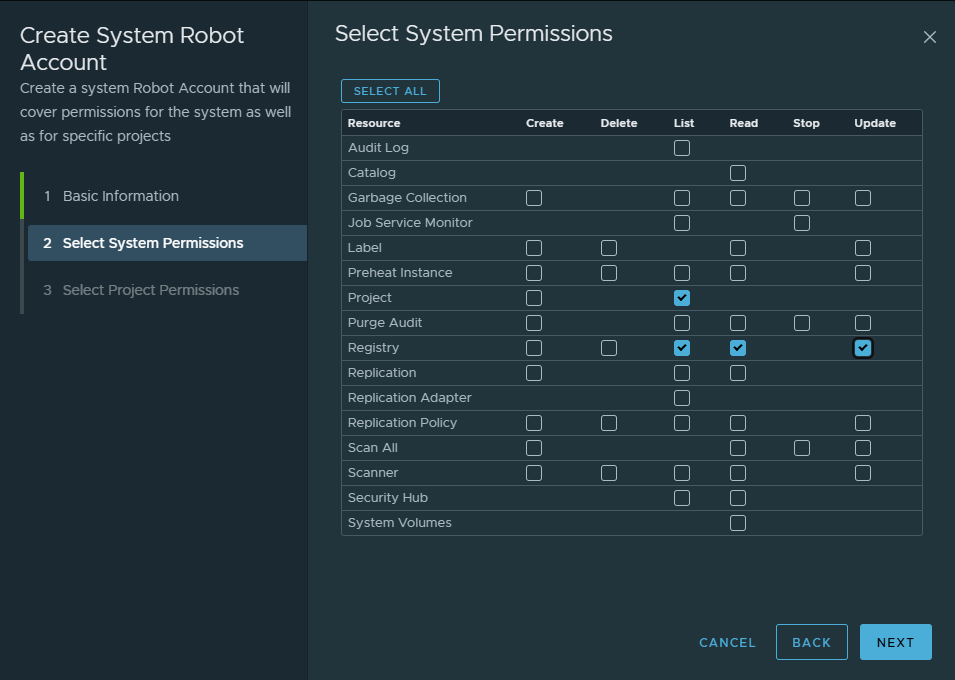 Create System Robot
Account
Create a system Robot Account that will
cover permissions for the system as well
as for specific projects
1 Basic Information
2 Select System Permissions
3 Select Project Permissions
Select System Permissions
SELECT ALL
Resource Create Delete List Read Stop Update
Audit Log
Catalog
Garbage Collection
Job Service Monitor
Label
Preheat Instance
Project
Purge Audit
Registry
Replication
Replication Adapter
Replication Policy
Scan All
Scanner
Security Hub
System Volumes
CANCEL BACK NEXT